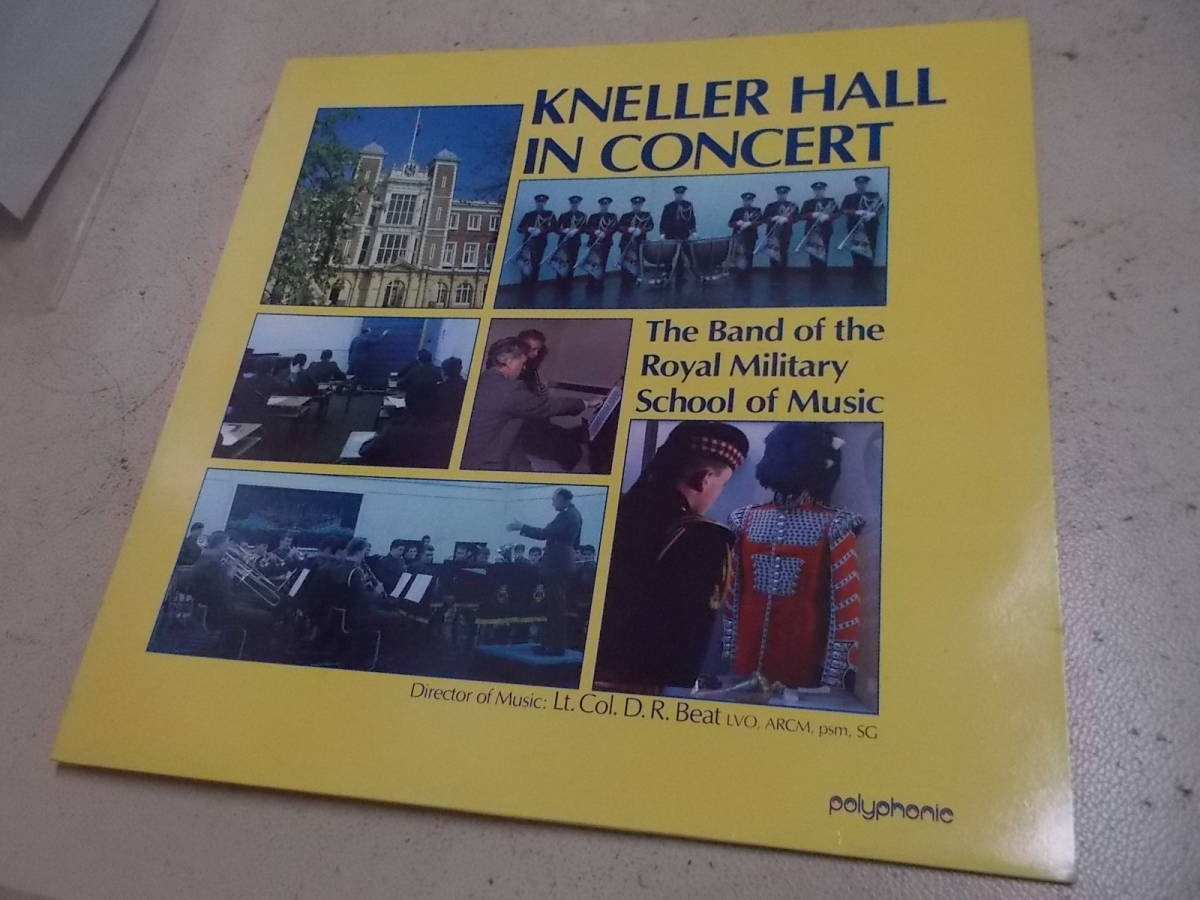 KNELLER HALL
IN CONCERT
The Band of the
Royal Military
School of Music
Director of Music: Lt. Col. D. R. Beat LVO, ARCM, psm, SG
polyphonic